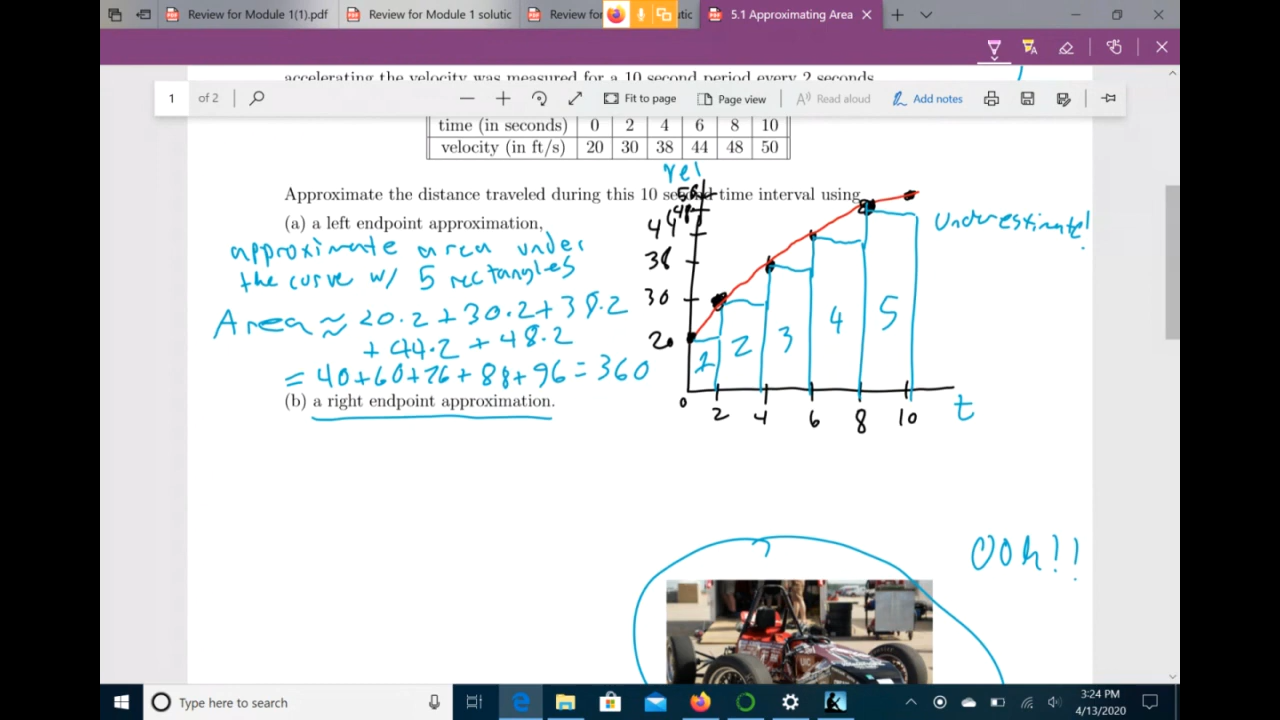 Review for Module 1(1).pdf
Review for Module 1 solutic
Review for
utic
5.1 Approximating Area
accelerating the velocity was measured for a 10 second period every 2 seconds
1 of 2
Fit to page
Page view
Read aloud
Add notes
time (in seconds) 0 2 4 6 8 10
velocity (in ft/s) 20 30 38 44 48 50
vel
Approximate the distance traveled during this 10 second time interval using
(a) a left endpoint approximation,
approximate area under
the curve w/ 5 rectangles
Area ≈ 20.2 + 30.2 + 38.2
+ 44.2 + 48.2
= 40+60+76+88+96 = 360
(b) a right endpoint approximation.
50
48
44
38
30
20
1 2 3 4 5
0 2 4 6 8 10 t
Underestimate!
OOh!!
UIC
Type here to search
3:24 PM
4/13/2020